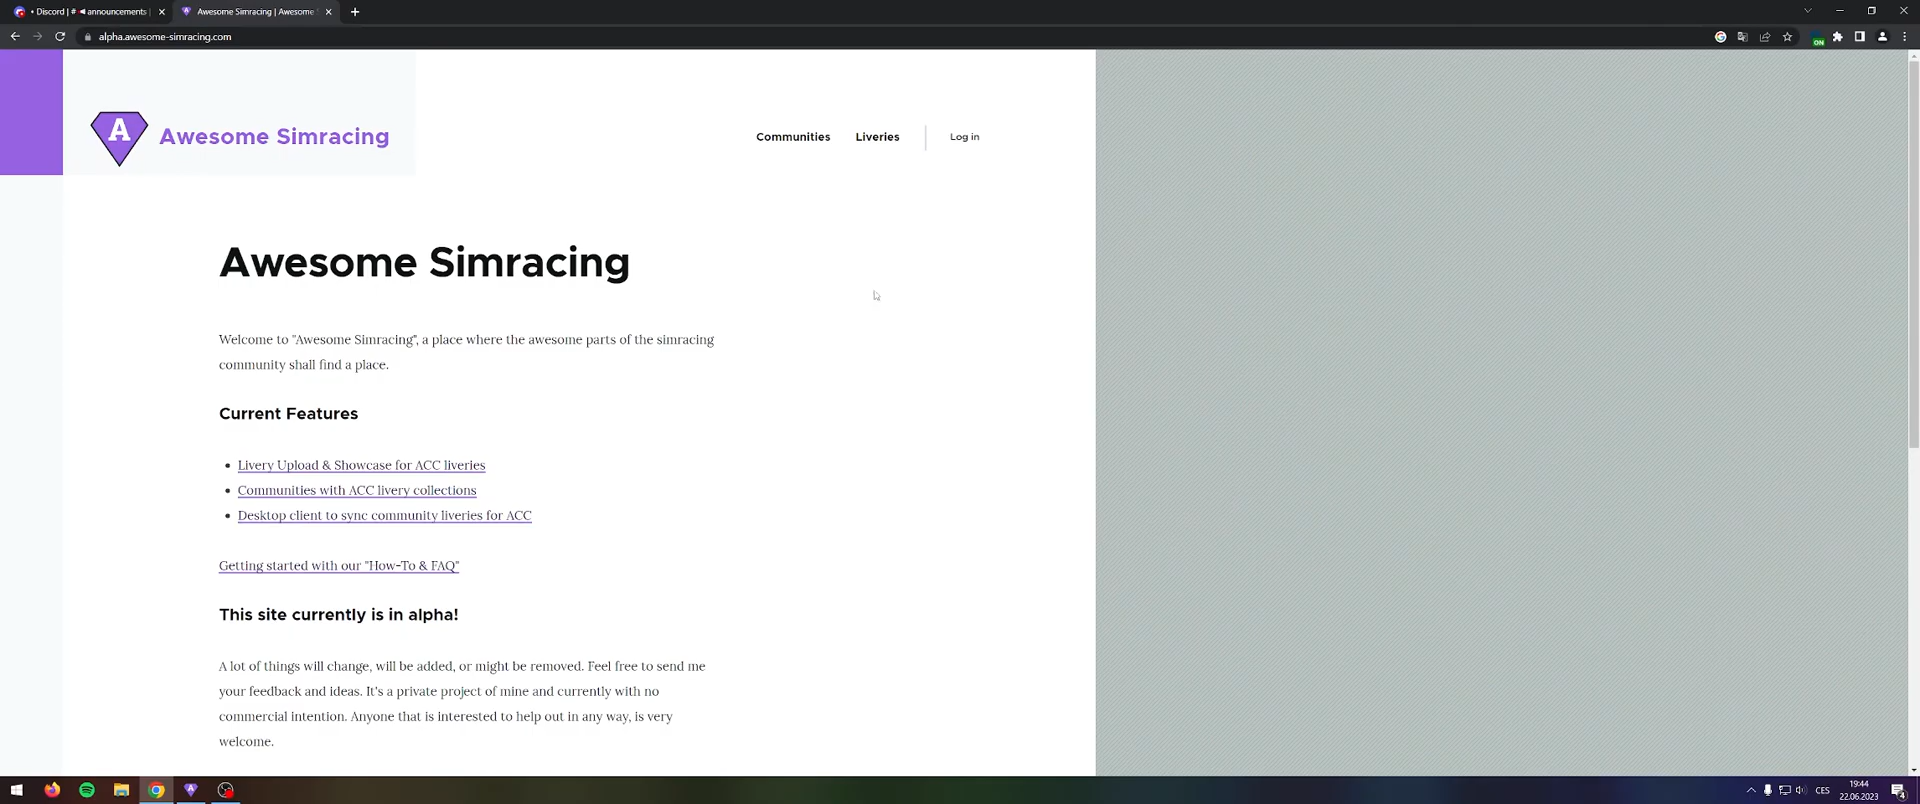 • Discord | # announcements |
Awesome Simracing | Awesome
alpha.awesome-simracing.com
ON
A
Awesome Simracing
Communities
Liveries
Log in
Awesome Simracing
Welcome to "Awesome Simracing", a place where the awesome parts of the simracing
community shall find a place.
Current Features
• Livery Upload & Showcase for ACC liveries
• Communities with ACC livery collections
• Desktop client to sync community liveries for ACC
Getting started with our "How-To & FAQ"
This site currently is in alpha!
A lot of things will change, will be added, or might be removed. Feel free to send me
your feedback and ideas. It's a private project of mine and currently with no
commercial intention. Anyone that is interested to help out in any way, is very
welcome.
CES
19:44
22.06.2023
4